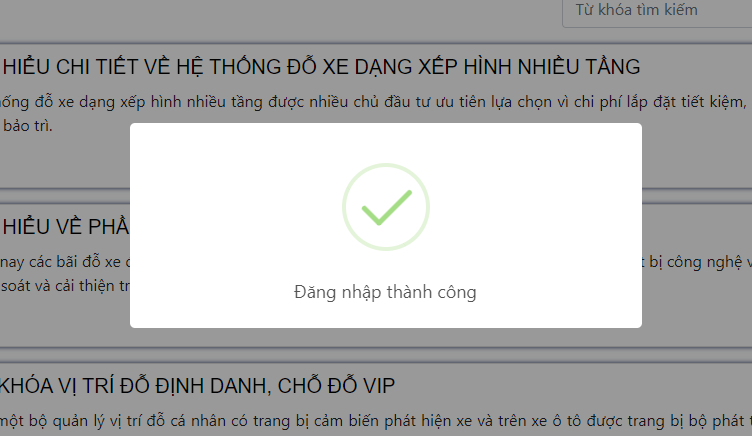 Từ khóa tìm kiếm
HIỂU CHI TIẾT VỀ HỆ THỐNG ĐỖ XE DẠNG XẾP HÌNH NHIỀU TẦNG
hống đỗ xe dạng xếp hình nhiều tầng được nhiều chủ đầu tư ưu tiên lựa chọn vì chi phí lắp đặt tiết kiệm,
bảo trì.
HIỂU VỀ PHẦ
nay các bãi đỗ xe bị công nghệ v
soát và cải thiện tr
Đăng nhập thành công
KHÓA VỊ TRÍ ĐỖ ĐỊNH DANH, CHỖ ĐỖ VIP
một bộ quản lý vị trí đỗ cá nhân có trang bị cảm biến phát hiện xe và trên xe ô tô được trang bị bộ phát t